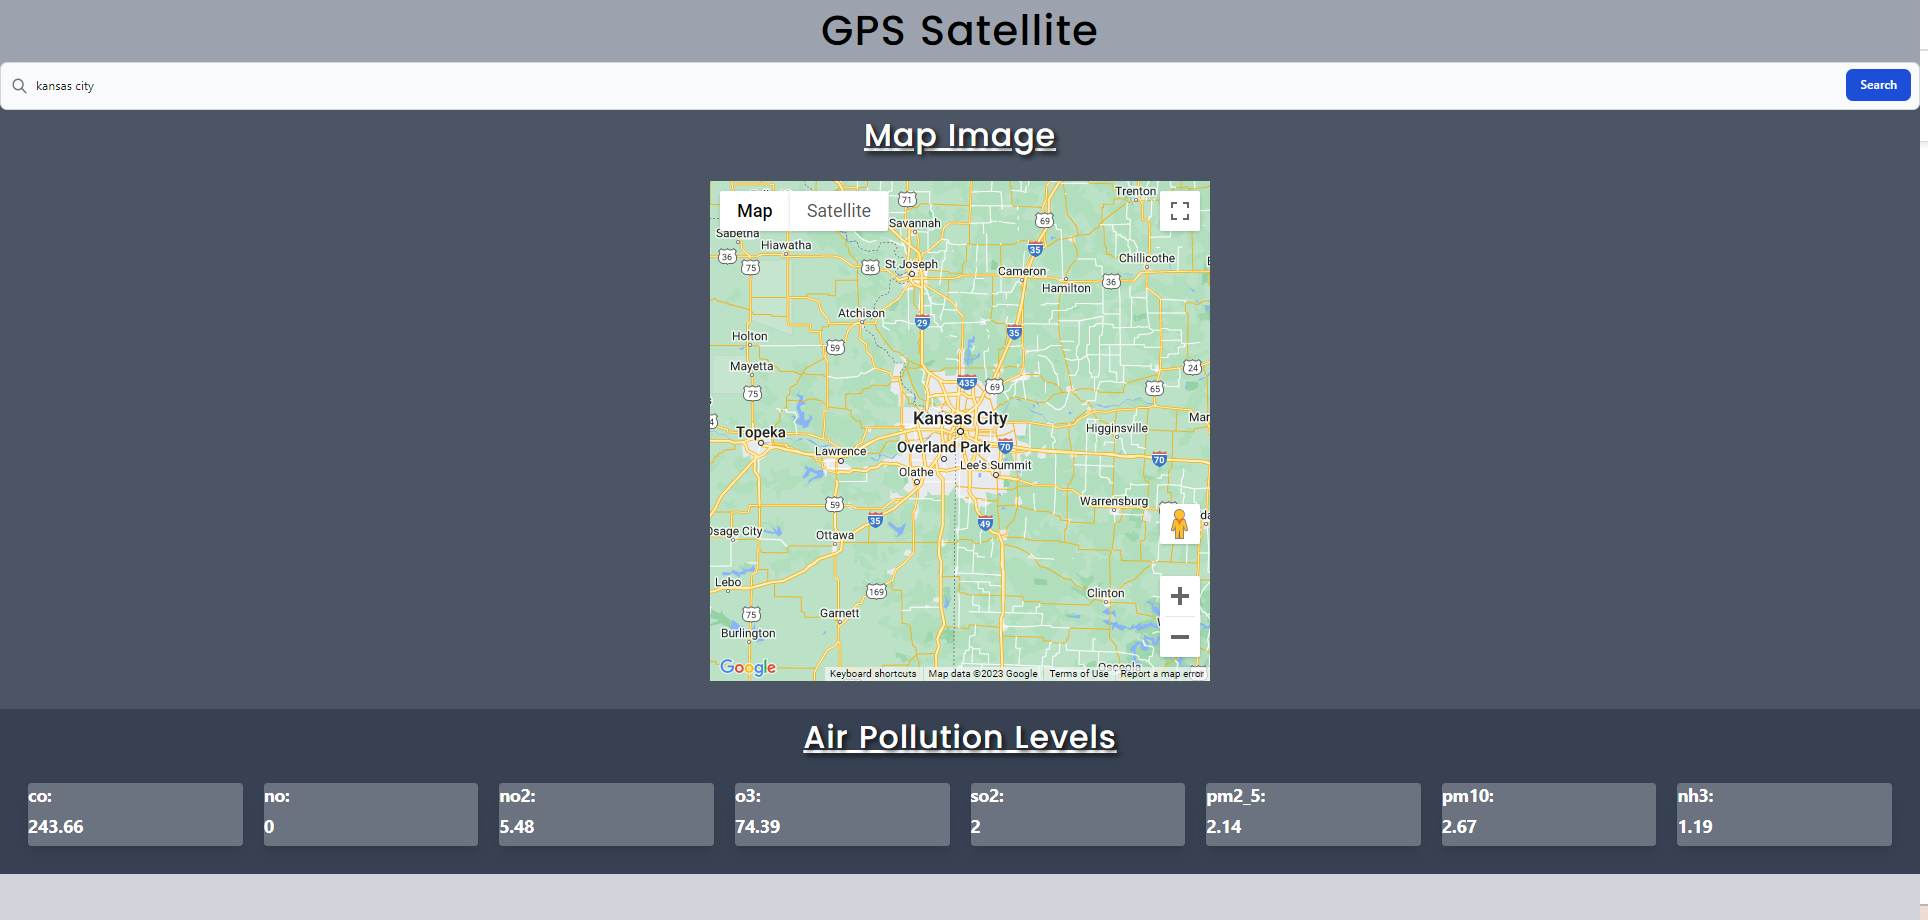 GPS Satellite
kansas city
Search
Map Image
Map
Satellite
71
Trenton
Savannah
69
Sabetha
Hiawatha
35
36
75
36
St Joseph
Cameron
Chillicothe
Hamilton
36
Atchison
29
35
Holton
59
Mayetta
24
75
435
69
65
Kansas City
Topeka
Higginsville
Lawrence
Overland Park
70
Lee's Summit
70
Olathe
59
Warrensburg
35
49
Osage City
Ottawa
Lebo
169
Clinton
75
Garnett
Burlington
Osceola
Google
Keyboard shortcuts
Map data ©2023 Google
Terms of Use
Report a map error
Air Pollution Levels
co:
243.66
no:
0
no2:
5.48
o3:
74.39
so2:
2
pm2_5:
2.14
pm10:
2.67
nh3:
1.19